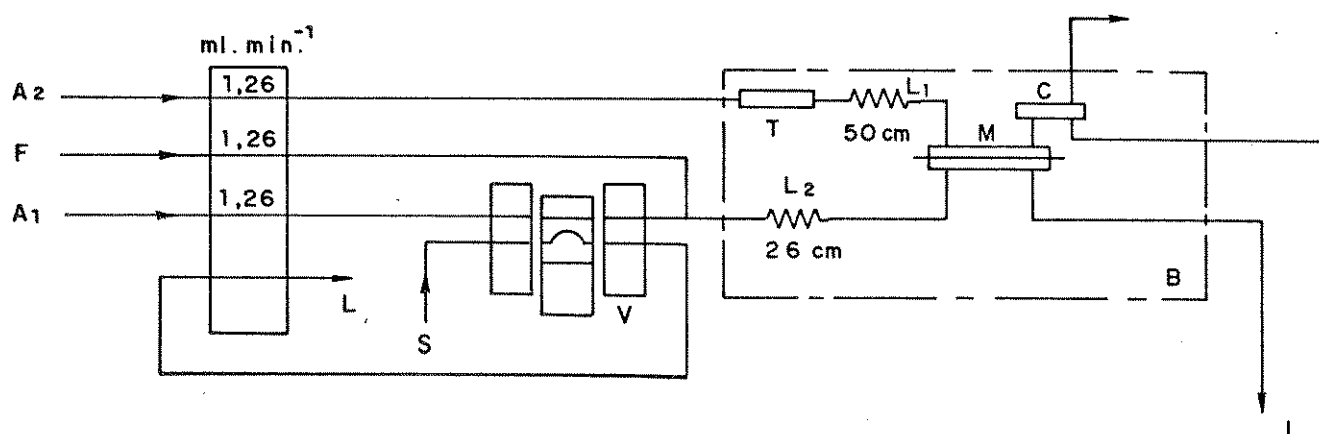 ml. min.⁻¹
A2 1,26 L1 C
T 50 cm M
F 1,26
A1 1,26 L2
26 cm B
L V
S
L